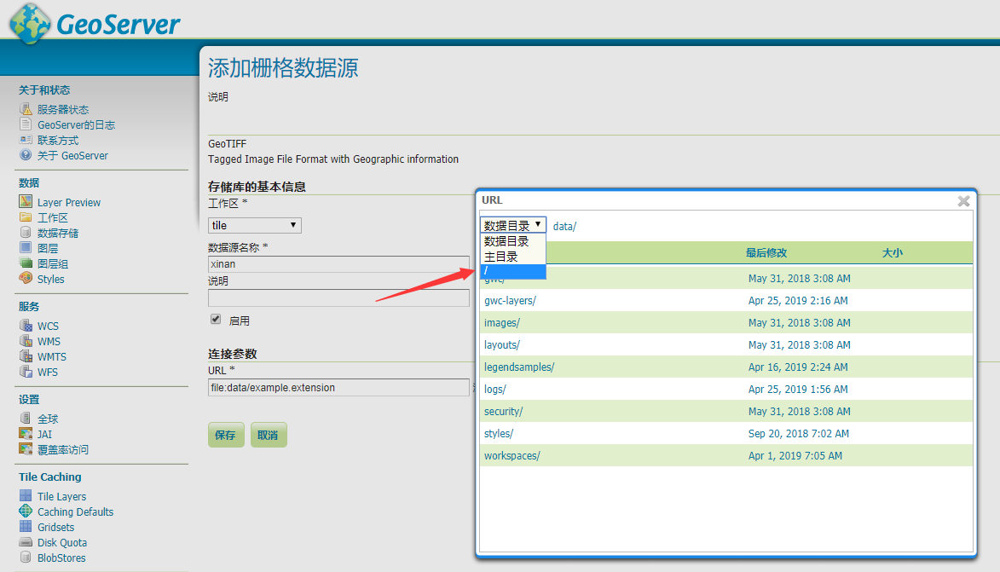 GeoServer
关于和状态
服务器状态
GeoServer的日志
联系方式
关于 GeoServer
数据
Layer Preview
工作区
数据存储
图层
图层组
Styles
服务
WCS
WMS
WMTS
WFS
设置
全球
JAI
覆盖率访问
Tile Caching
Tile Layers
Caching Defaults
Gridsets
Disk Quota
BlobStores
添加栅格数据源
说明
GeoTIFF
Tagged Image File Format with Geographic information
存储库的基本信息
工作区 *
tile
数据源名称 *
xinan
说明
启用
连接参数
URL *
file:data/example.extension
保存 取消
URL
数据目录 data/
数据目录
主目录
/
最后修改 大小
gwc/ May 31, 2018 3:08 AM
gwc-layers/ Apr 25, 2019 2:16 AM
images/ May 31, 2018 3:08 AM
layouts/ May 31, 2018 3:08 AM
legendsamples/ Apr 16, 2019 2:24 AM
logs/ Apr 25, 2019 1:56 AM
security/ May 31, 2018 3:08 AM
styles/ Sep 20, 2018 7:02 AM
workspaces/ Apr 1, 2019 7:05 AM